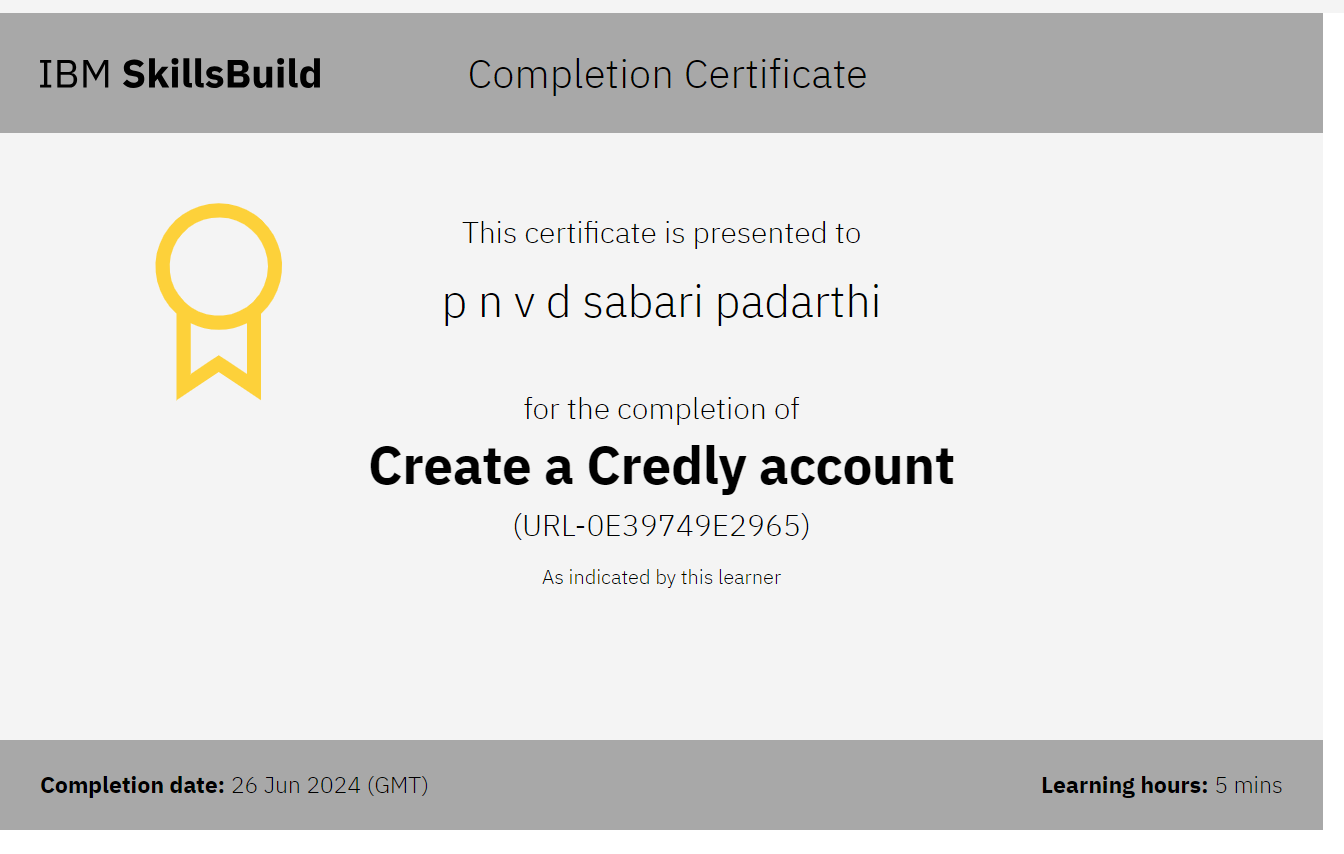 IBM SkillsBuild
Completion Certificate
This certificate is presented to
p n v d sabari padarthi
for the completion of
Create a Credly account
(URL-0E39749E2965)
As indicated by this learner
Completion date: 26 Jun 2024 (GMT)
Learning hours: 5 mins